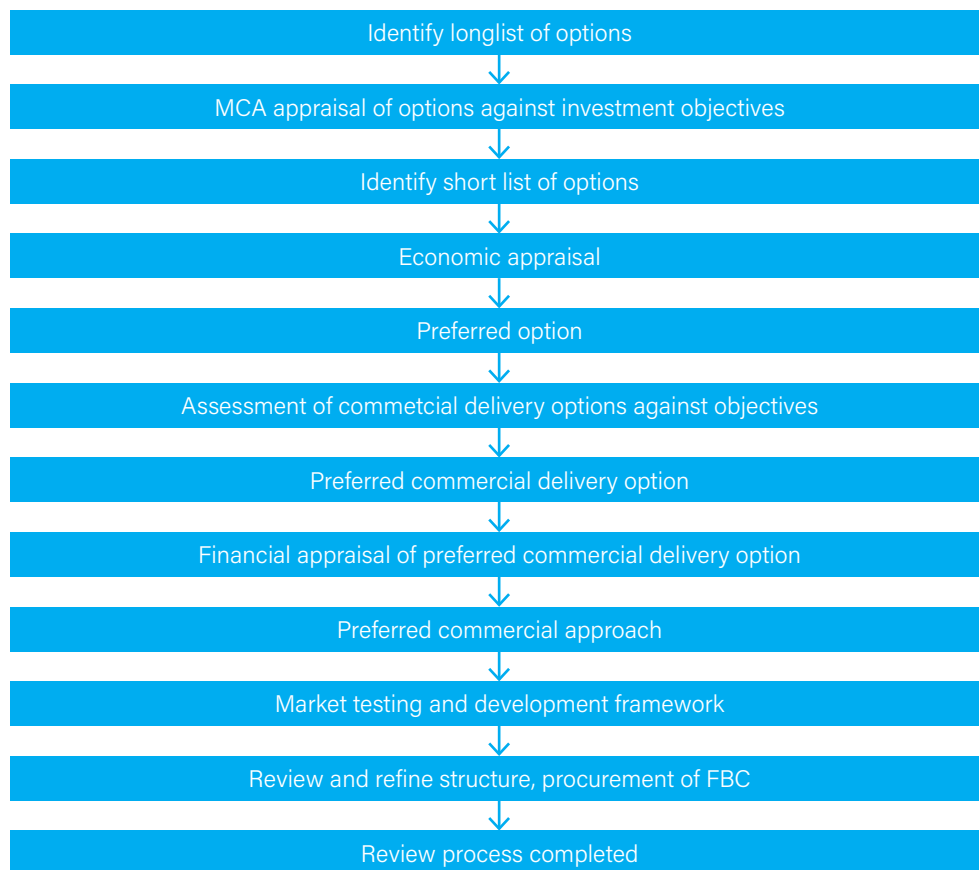 Identify longlist of options
MCA appraisal of options against investment objectives
Identify short list of options
Economic appraisal
Preferred option
Assessment of commetcial delivery options against objectives
Preferred commercial delivery option
Financial appraisal of preferred commercial delivery option
Preferred commercial approach
Market testing and development framework
Review and refine structure, procurement of FBC
Review process completed